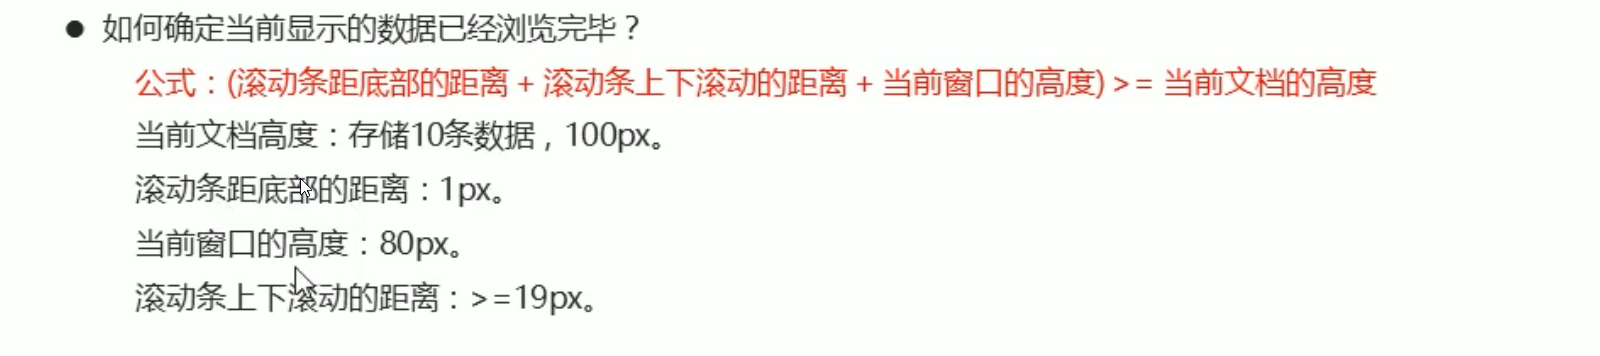 ● 如何确定当前显示的数据已经浏览完毕？
公式：(滚动条距底部的距离 + 滚动条上下滚动的距离 + 当前窗口的高度) >= 当前文档的高度
当前文档高度：存储10条数据，100px。
滚动条距底部的距离：1px。
当前窗口的高度：80px。
滚动条上下滚动的距离：>=19px。